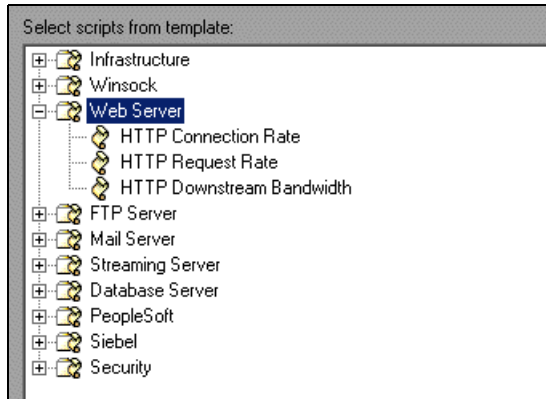 Select scripts from template:
Infrastructure
Winsock
Web Server
HTTP Connection Rate
HTTP Request Rate
HTTP Downstream Bandwidth
FTP Server
Mail Server
Streaming Server
Database Server
PeopleSoft
Siebel
Security